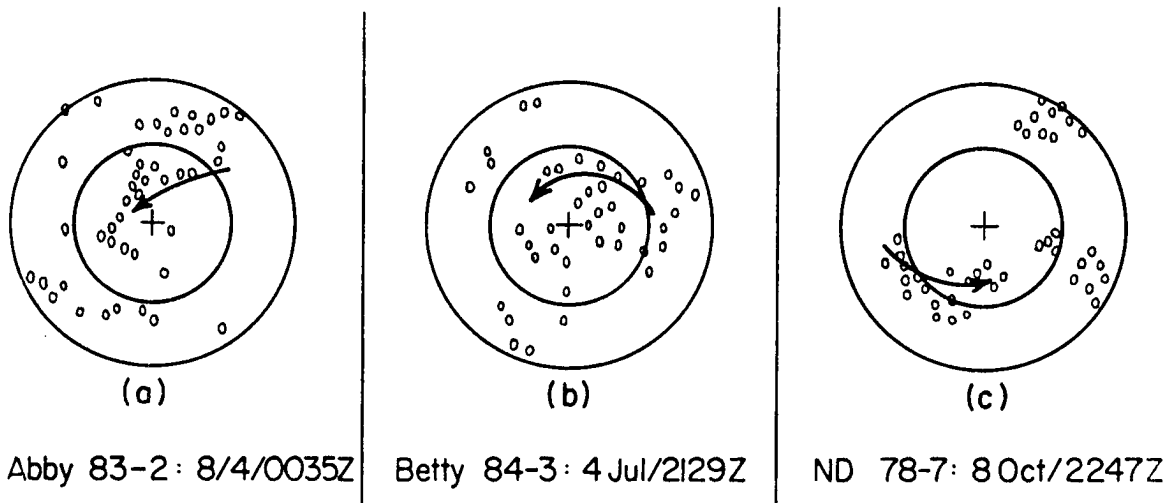 (a)
(b)
(c)
Abby 83-2: 8/4/0035Z
Betty 84-3: 4 Jul/2129Z
ND 78-7: 8 Oct/2247Z